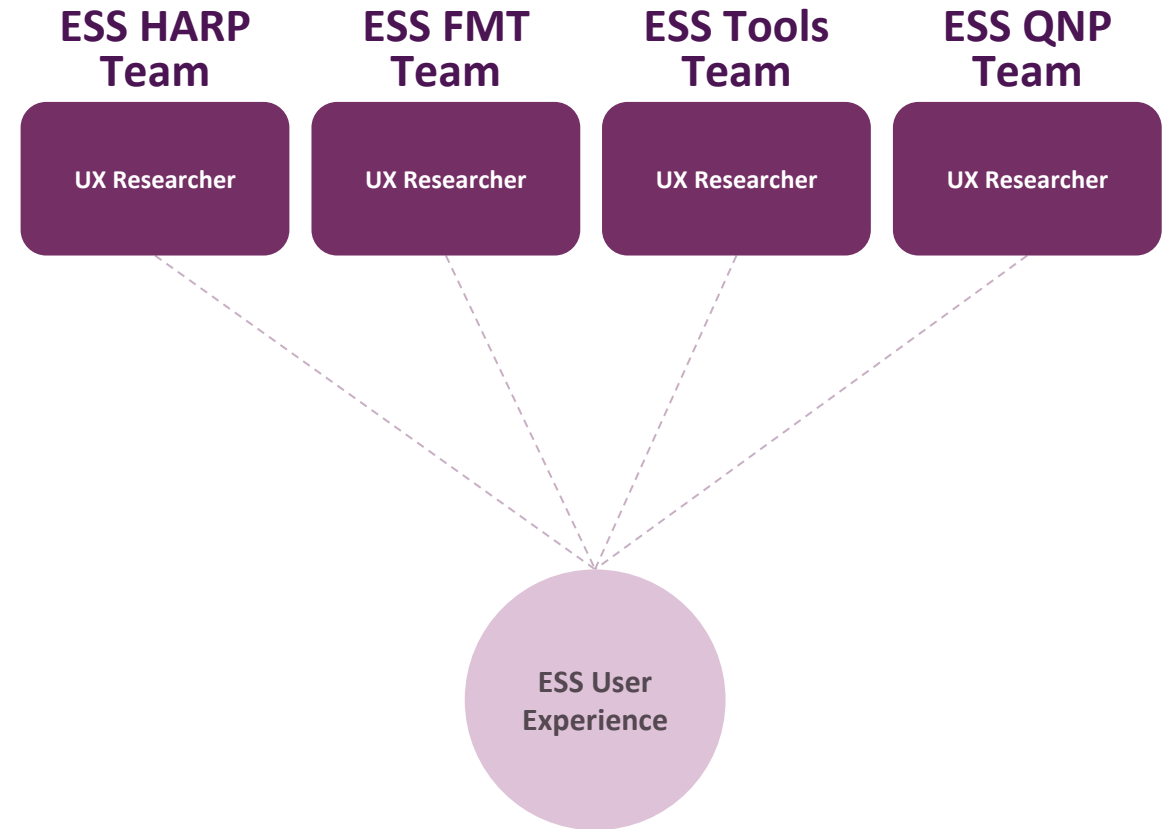 ESS HARP
Team
ESS FMT
Team
ESS Tools
Team
ESS QNP
Team
UX Researcher
UX Researcher
UX Researcher
UX Researcher
ESS User
Experience